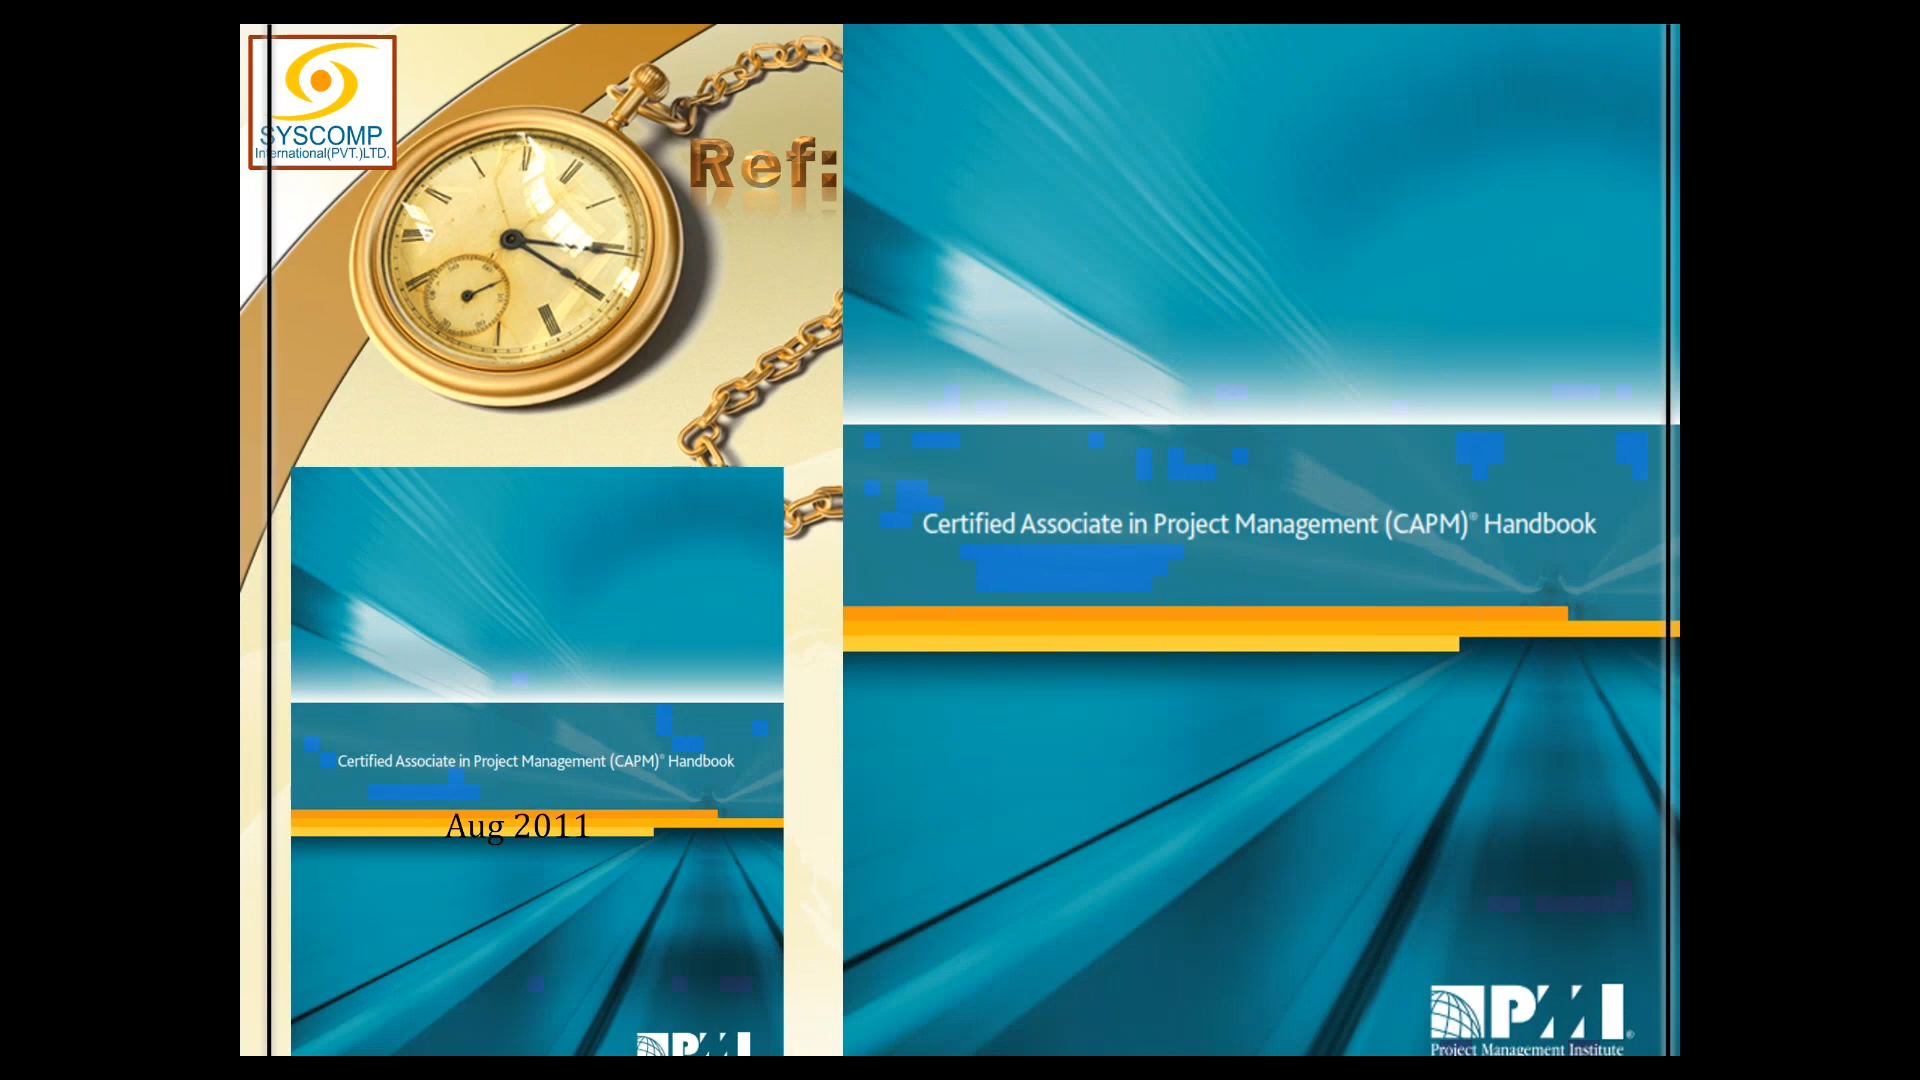 SYSCOMP
International(PVT.)LTD.
Ref:
Certified Associate in Project Management (CAPM)® Handbook
Aug 2011
PMI
Certified Associate in Project Management (CAPM)® Handbook
PMI®
Project Management Institute